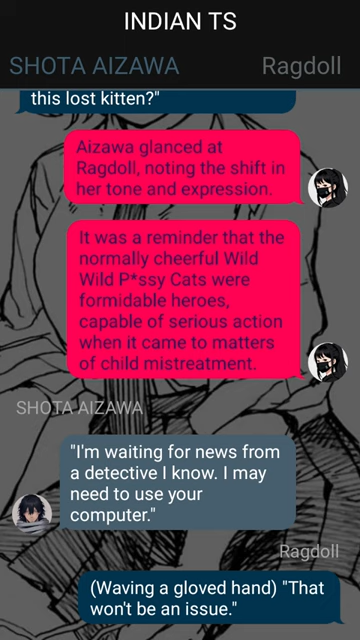 INDIAN TS
SHOTA AIZAWA
Ragdoll
this lost kitten?"
Aizawa glanced at
Ragdoll, noting the shift in
her tone and expression.
It was a reminder that the
normally cheerful Wild
Wild P*ssy Cats were
formidable heroes,
capable of serious action
when it came to matters
of child mistreatment.
SHOTA AIZAWA
"I'm waiting for news from
a detective I know. I may
need to use your
computer."
Ragdoll
(Waving a gloved hand) "That
won't be an issue."